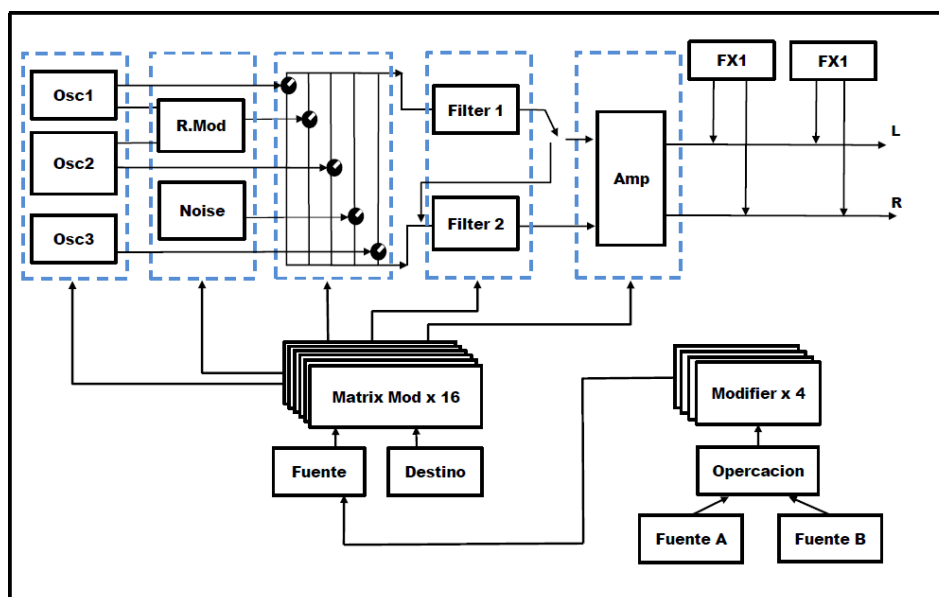 FX1
FX1
Osc1
R.Mod
Filter 1
L
Osc2
Amp
Noise
R
Osc3
Filter 2
Matrix Mod x 16
Modifier x 4
Fuente
Destino
Opercacion
Fuente A
Fuente B